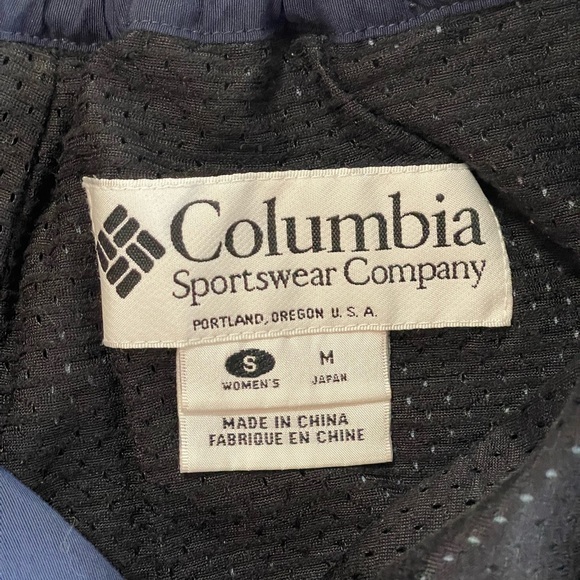 Columbia
Sportswear Company
PORTLAND, OREGON U. S. A.
S M
WOMEN'S JAPAN
MADE IN CHINA
FABRIQUE EN CHINE